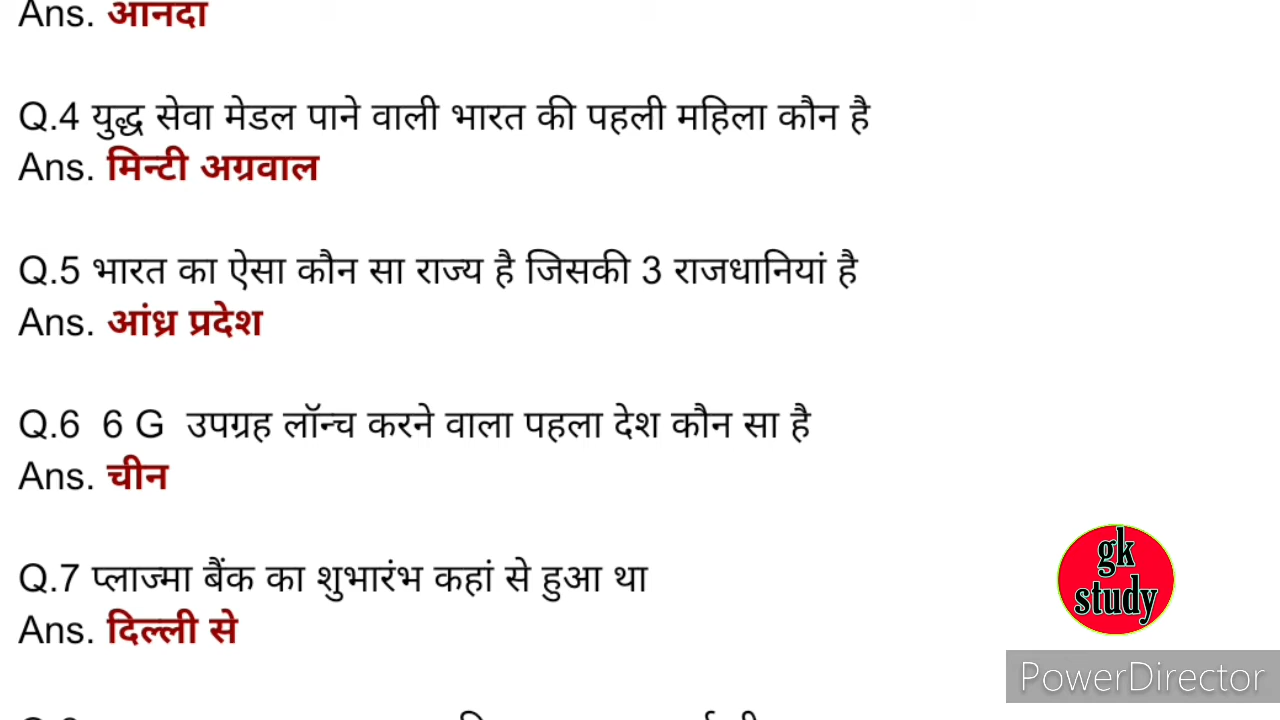 Ans. आनंदा
Q.4 युद्ध सेवा मेडल पाने वाली भारत की पहली महिला कौन है
Ans. मिन्टी अग्रवाल
Q.5 भारत का ऐसा कौन सा राज्य है जिसकी 3 राजधानियां है
Ans. आंध्र प्रदेश
Q.6 6 G उपग्रह लॉन्च करने वाला पहला देश कौन सा है
Ans. चीन
Q.7 प्लाज्मा बैंक का शुभारंभ कहां से हुआ था
Ans. दिल्ली से
gk
study
PowerDirector